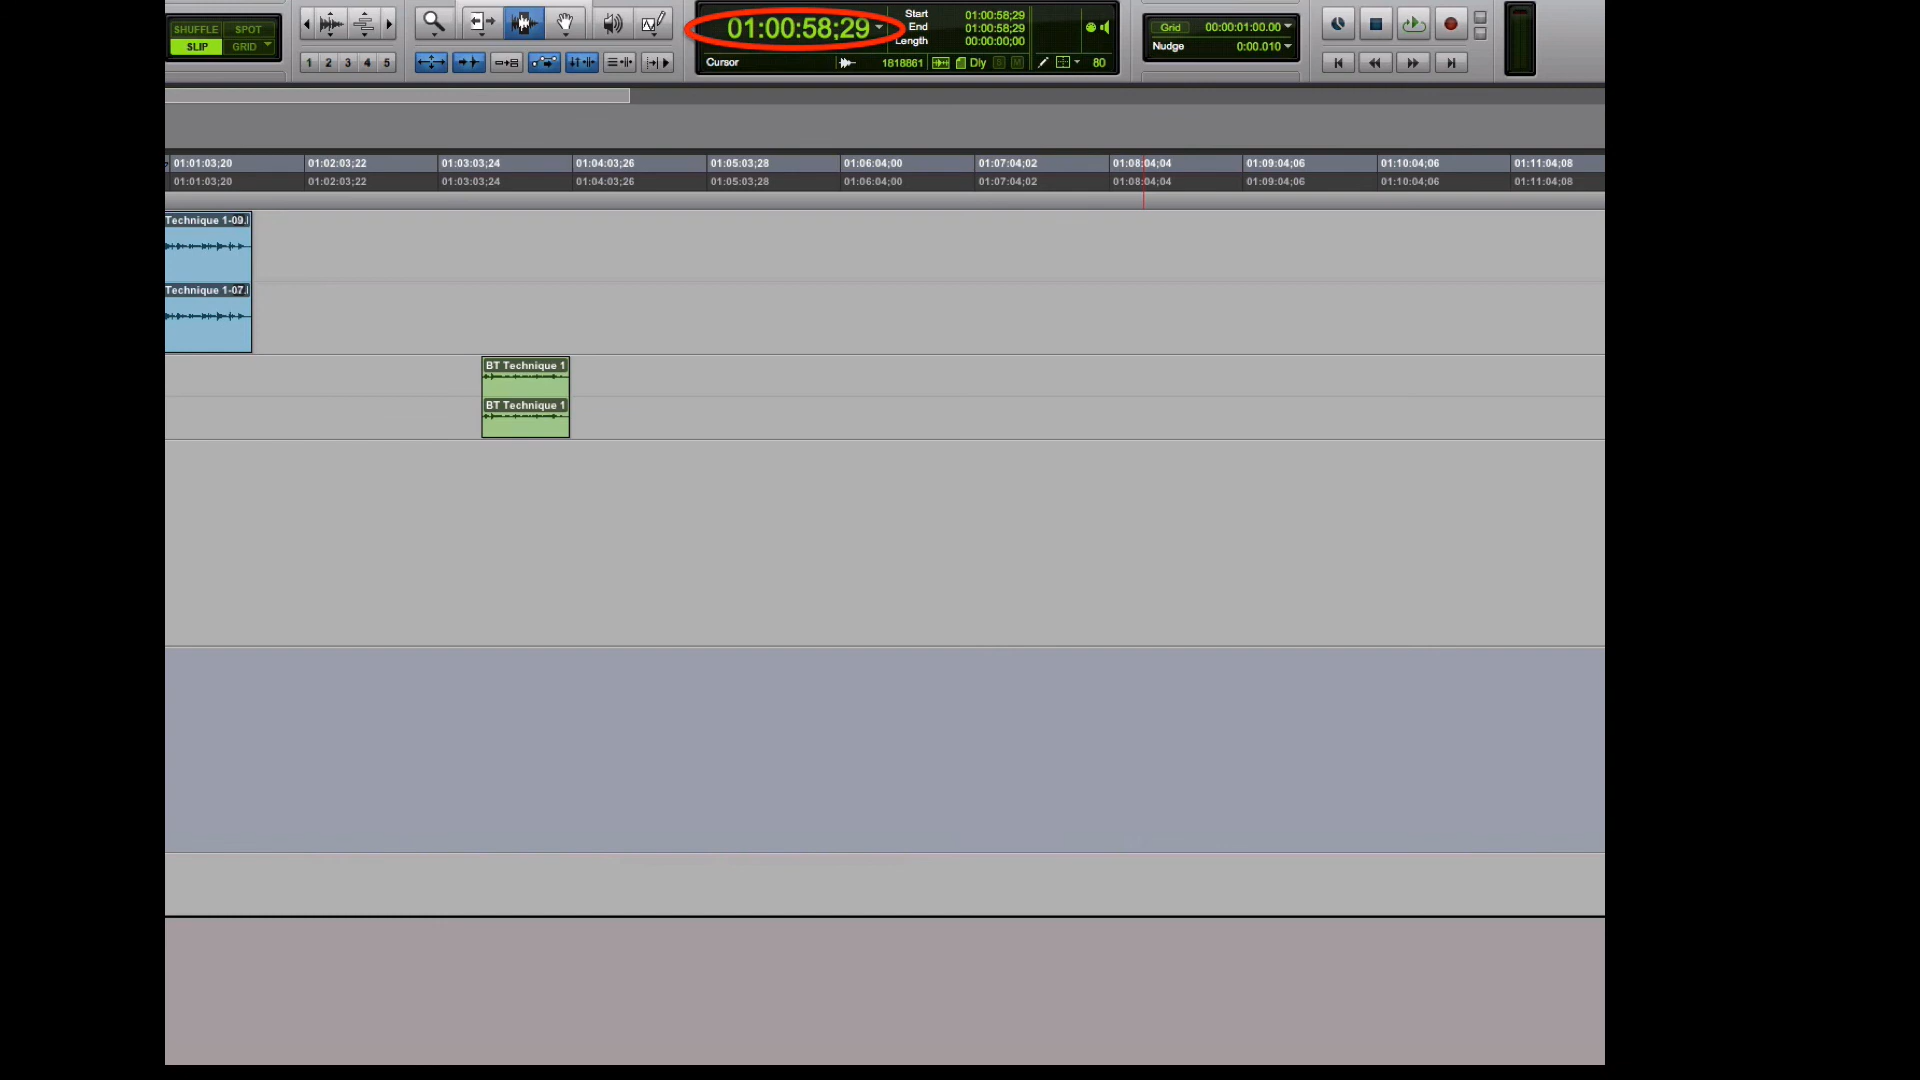 SHUFFLE SPOT
SLIP GRID
1 2 3 4 5
01:00:58;29
Start 01:00:58;29
End 01:00:58;29
Length 00:00:00;00
Cursor 1818861 Dly S M 80
Grid 00:00:01:00.00
Nudge 0:00.010
01:01:03;20 01:02:03;22 01:03:03;24 01:04:03;26 01:05:03;28 01:06:04;00 01:07:04;02 01:08:04;04 01:09:04;06 01:10:04;06 01:11:04;08
01:01:03;20 01:02:03;22 01:03:03;24 01:04:03;26 01:05:03;28 01:06:04;00 01:07:04;02 01:08:04;04 01:09:04;06 01:10:04;06 01:11:04;08
Technique 1-09.
Technique 1-07.
BT Technique 1
BT Technique 1